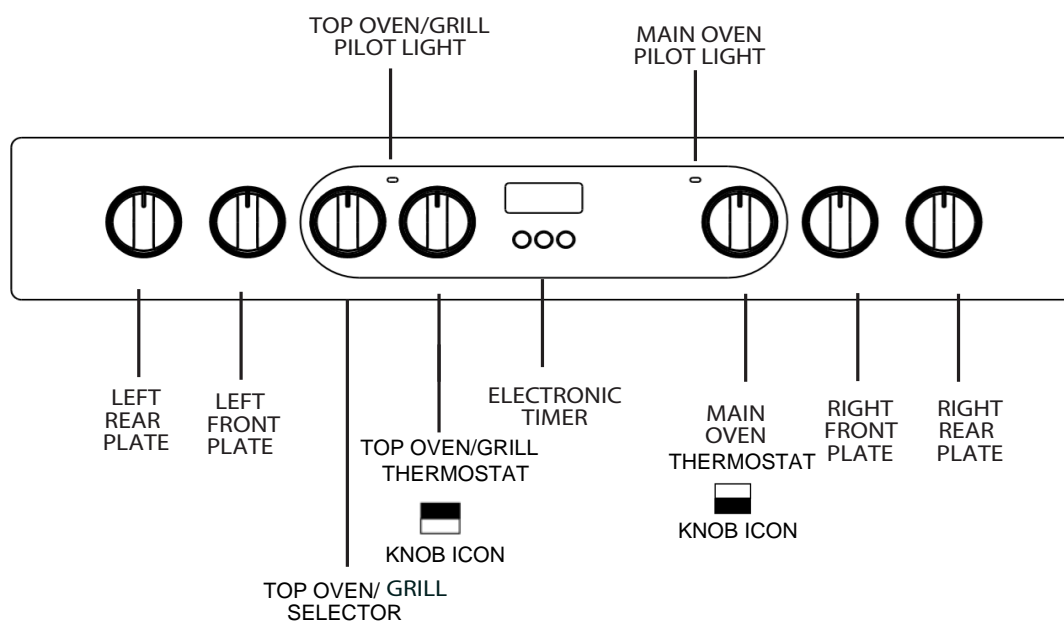 TOP OVEN/GRILL
PILOT LIGHT
MAIN OVEN
PILOT LIGHT
LEFT
REAR
PLATE
LEFT
FRONT
PLATE
TOP OVEN/GRILL
THERMOSTAT
KNOB ICON
TOP OVEN/ GRILL
SELECTOR
ELECTRONIC
TIMER
MAIN
OVEN
THERMOSTAT
KNOB ICON
RIGHT
FRONT
PLATE
RIGHT
REAR
PLATE